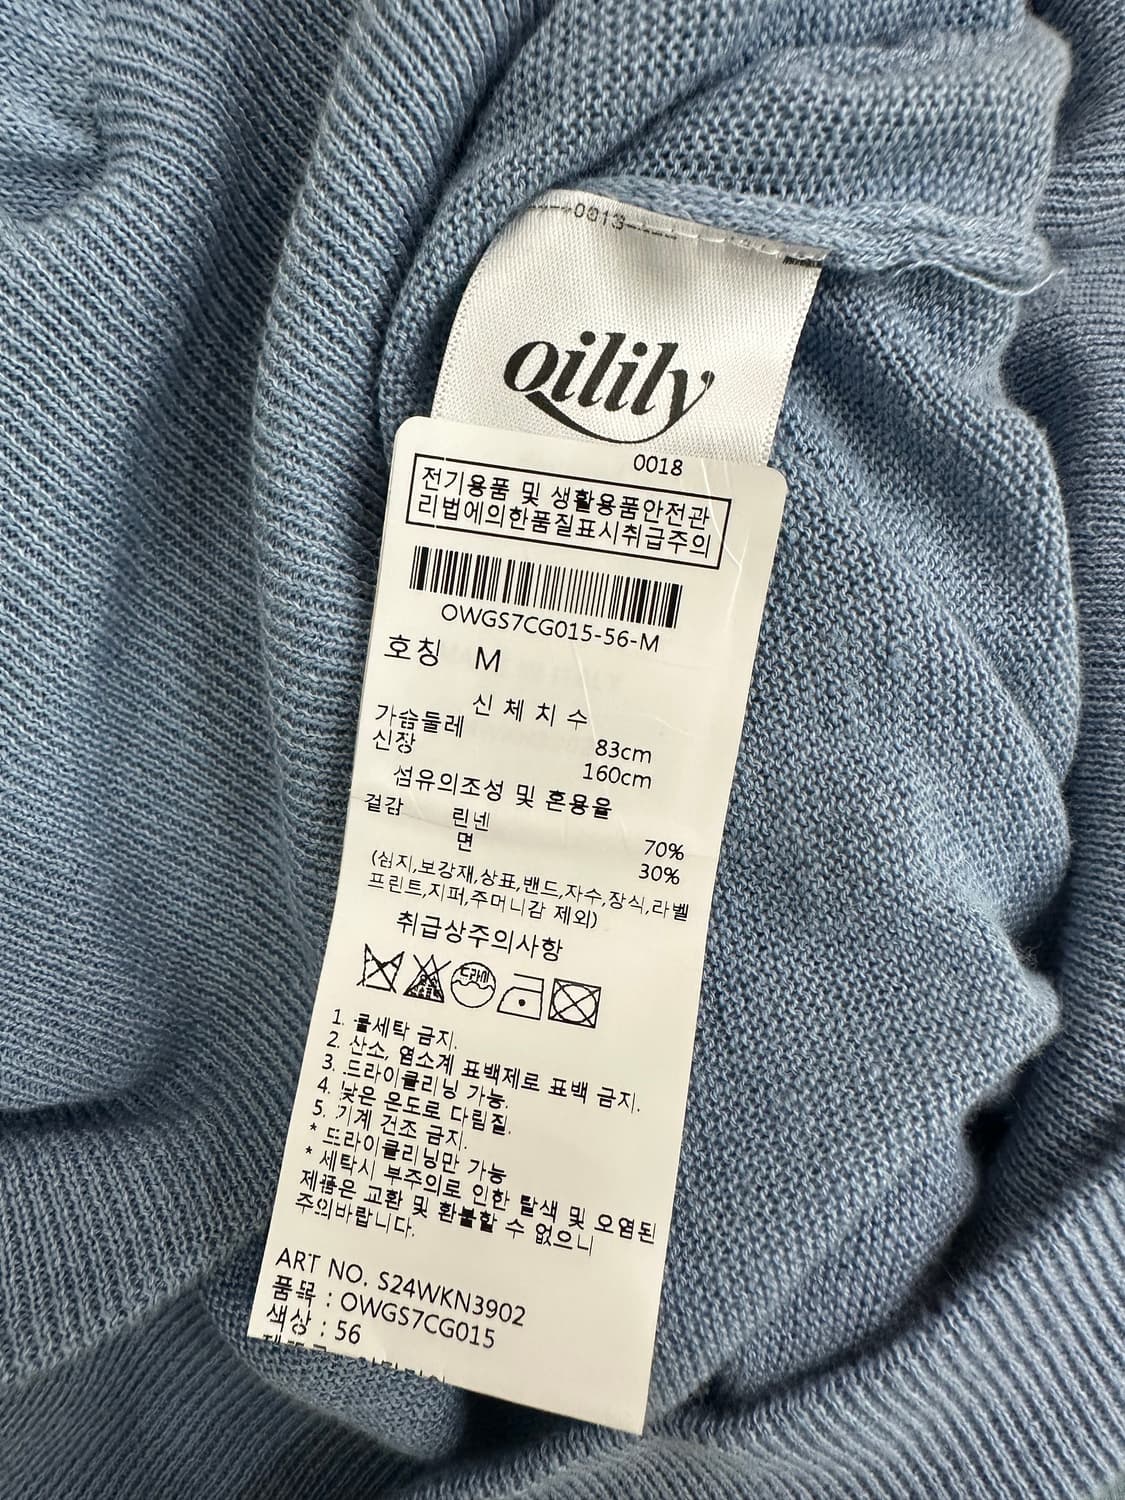 0013
Qilily
0018
전기용품 및 생활용품안전관
리법에의한품질표시취급주의
OWGS7CG015-56-M
호칭 M
신 체 치 수
가슴둘레 83cm
신장 160cm
섬유의조성 및 혼용율
겉감 린넨 70%
면 30%
(심지,보강재,상표,밴드,자수,장식,라벨
프린트,지퍼,주머니감 제외)
취급상주의사항
드라이
1. 물세탁 금지.
2. 산소, 염소계 표백제로 표백 금지.
3. 드라이클리닝 가능.
4. 낮은 온도로 다림질.
5. 기계 건조 금지.
* 드라이클리닝만 가능
* 세탁시 부주의로 인한 탈색 및 오염된
제품은 교환 및 환불할 수 없으니
주의바랍니다.
ART NO. S24WKN3902
품목 : OWGS7CG015
색상 : 56